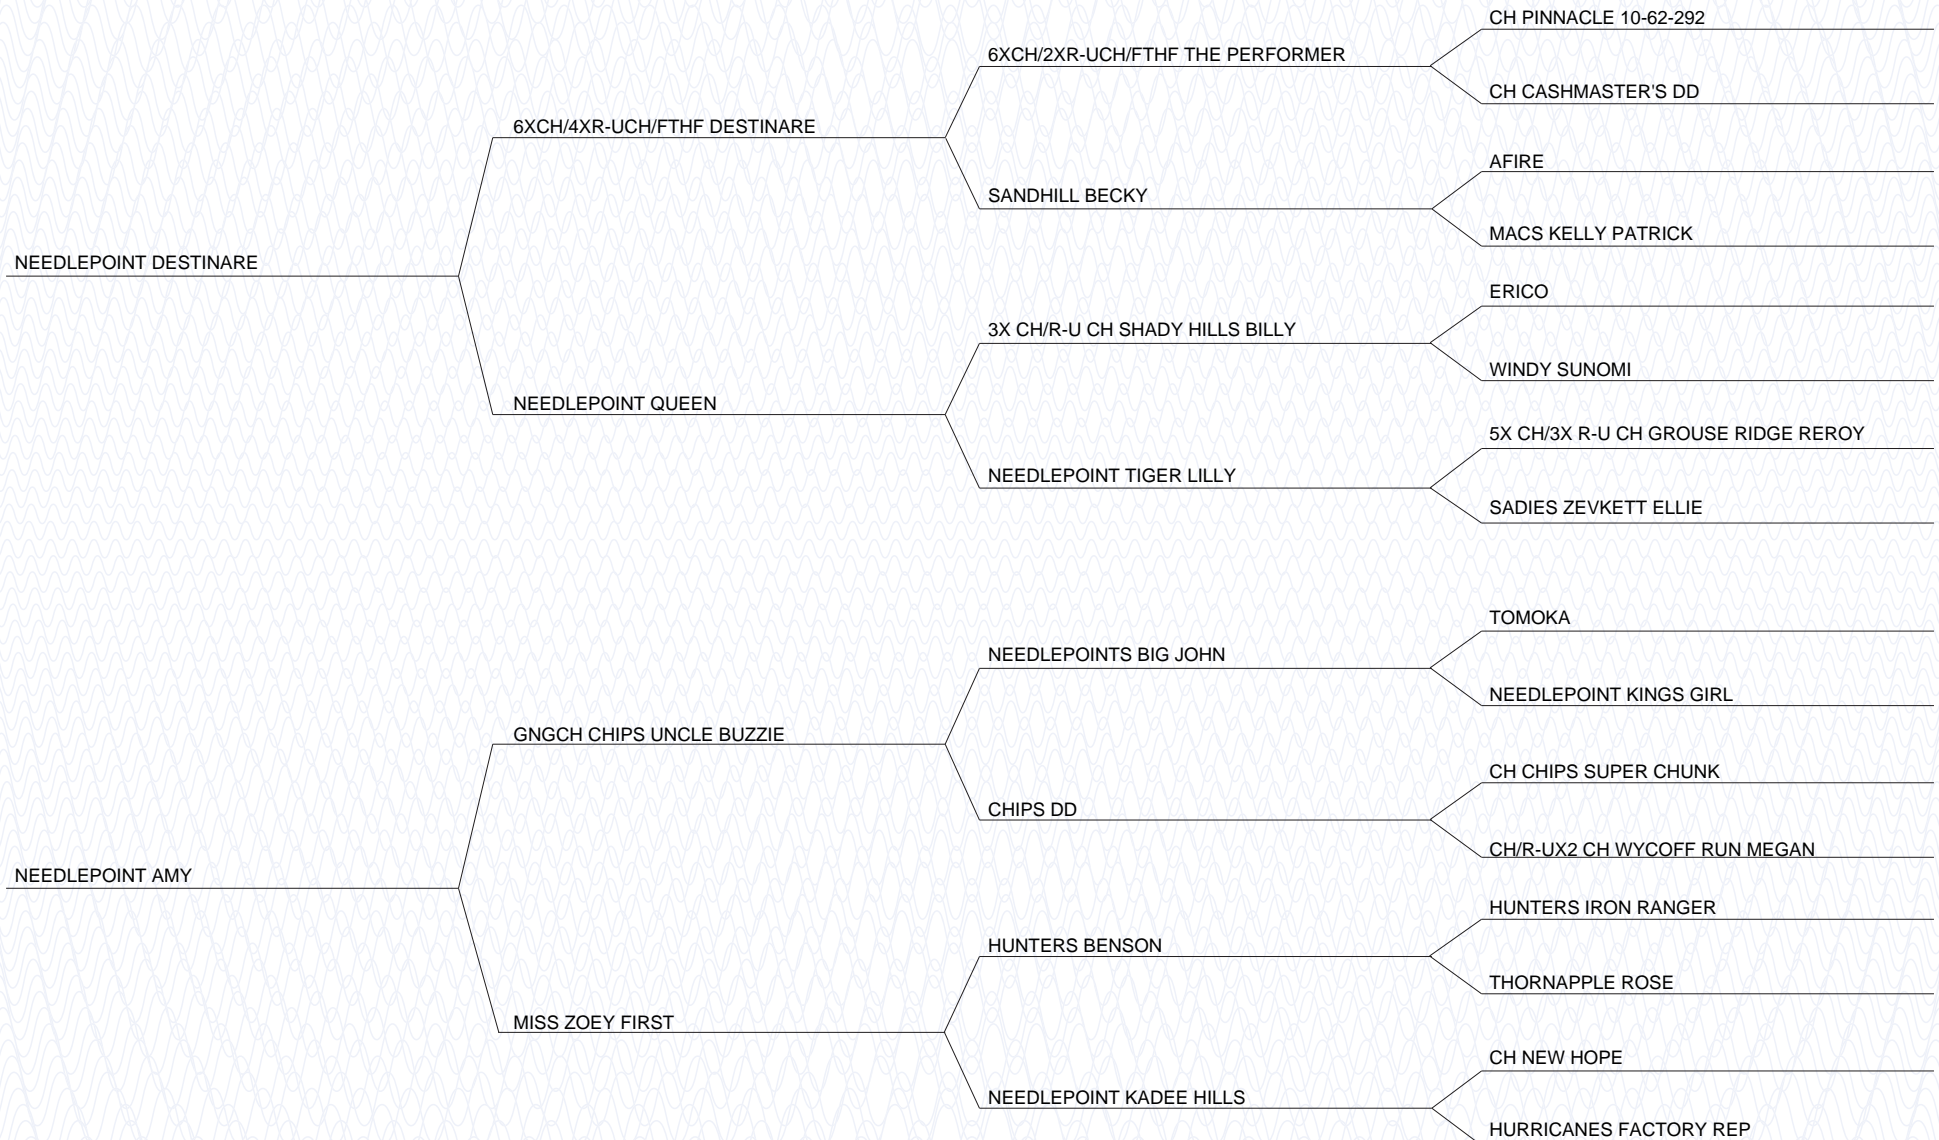 CH PINNACLE 10-62-292
6XCH/2XR-UCH/FTHF THE PERFORMER
CH CASHMASTER'S DD
6XCH/4XR-UCH/FTHF DESTINARE
AFIRE
SANDHILL BECKY
MACS KELLY PATRICK
NEEDLEPOINT DESTINARE
ERICO
3X CH/R-U CH SHADY HILLS BILLY
WINDY SUNOMI
NEEDLEPOINT QUEEN
5X CH/3X R-U CH GROUSE RIDGE REROY
NEEDLEPOINT TIGER LILLY
SADIES ZEVKETT ELLIE
TOMOKA
NEEDLEPOINTS BIG JOHN
NEEDLEPOINT KINGS GIRL
GNGCH CHIPS UNCLE BUZZIE
CH CHIPS SUPER CHUNK
CHIPS DD
CH/R-UX2 CH WYCOFF RUN MEGAN
NEEDLEPOINT AMY
HUNTERS IRON RANGER
HUNTERS BENSON
THORNAPPLE ROSE
MISS ZOEY FIRST
CH NEW HOPE
NEEDLEPOINT KADEE HILLS
HURRICANES FACTORY REP